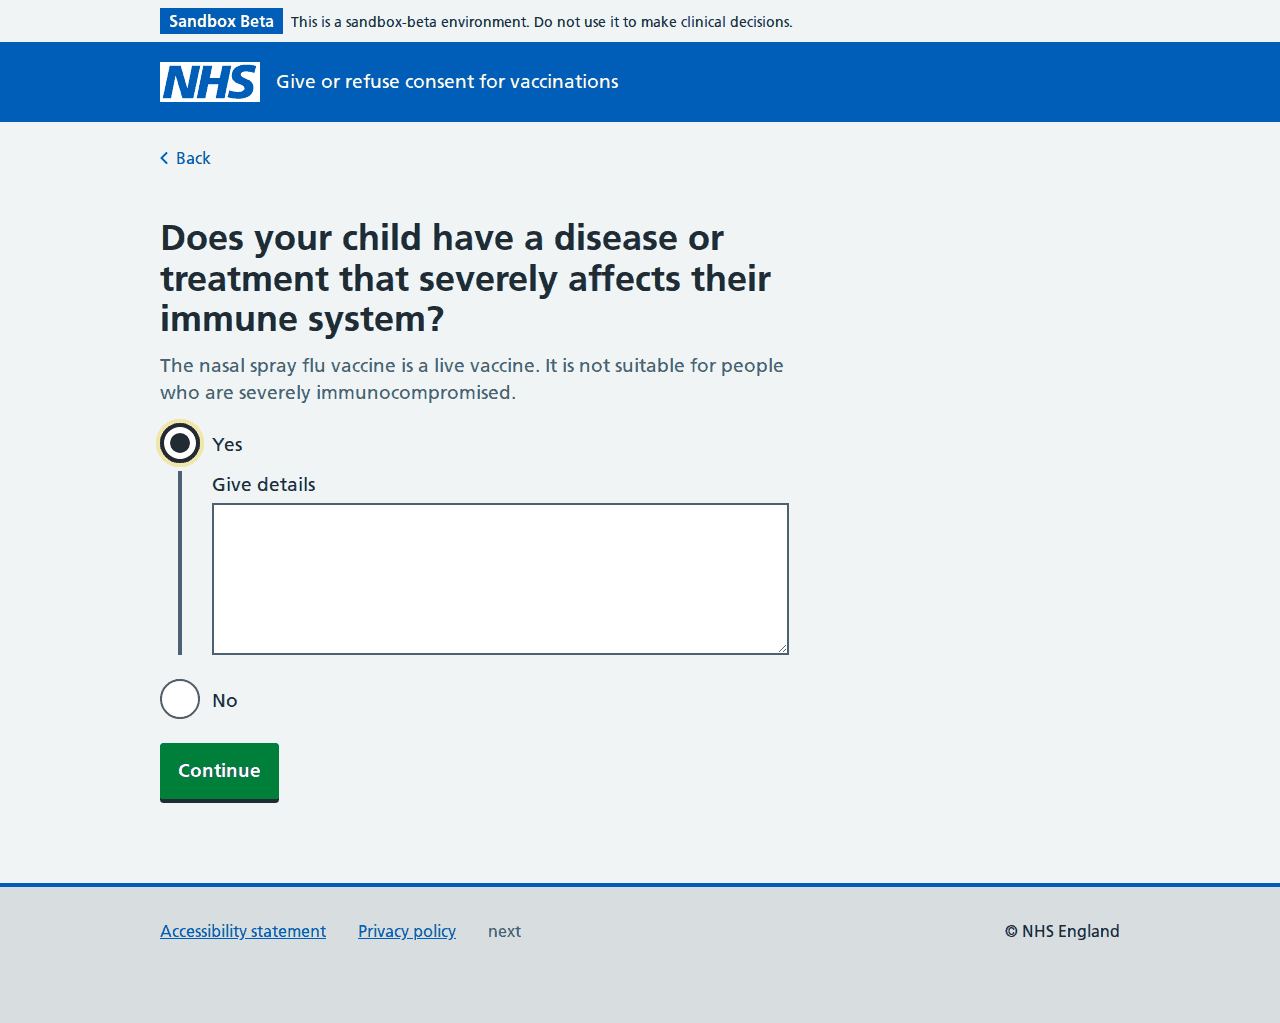 Sandbox Beta This is a sandbox-beta environment. Do not use it to make clinical decisions.
NHS Give or refuse consent for vaccinations
Back
Does your child have a disease or
treatment that severely affects their
immune system?
The nasal spray flu vaccine is a live vaccine. It is not suitable for people
who are severely immunocompromised.
Yes
Give details
No
Continue
Accessibility statement Privacy policy next © NHS England